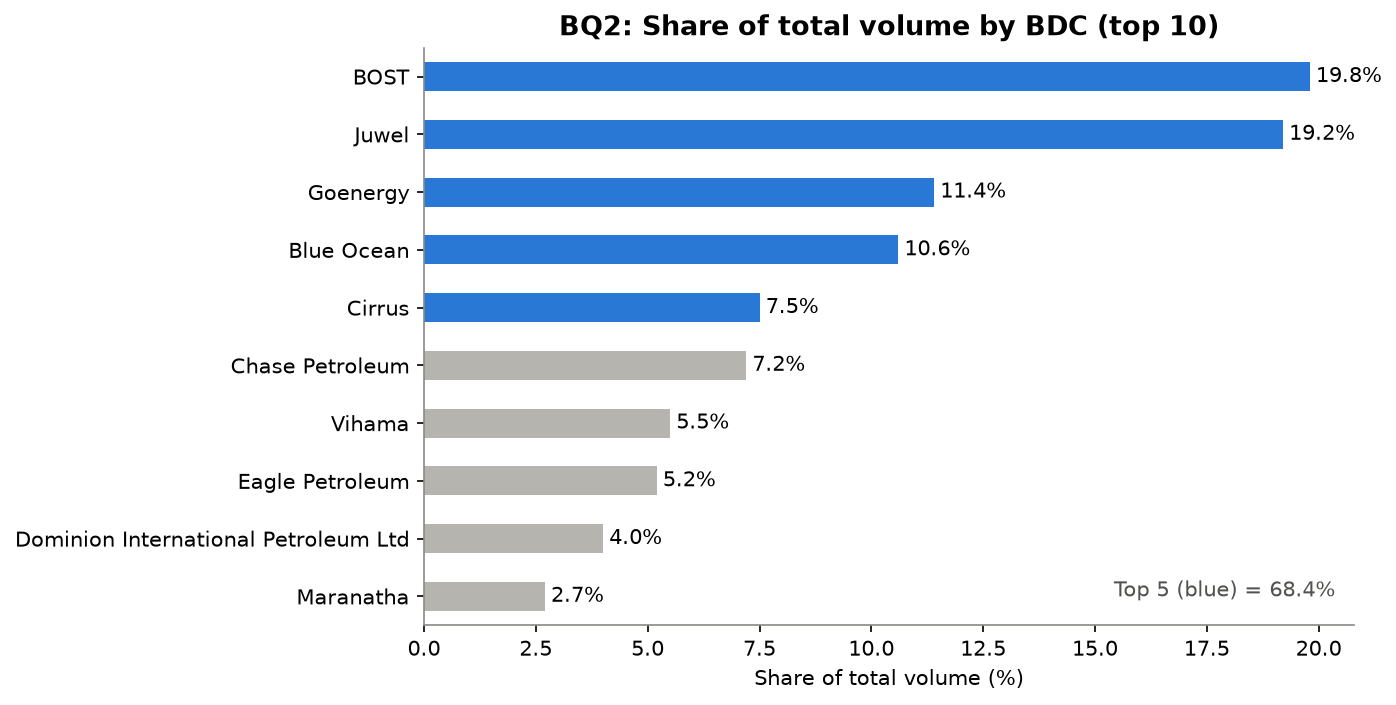 BQ2: Share of total volume by BDC (top 10)
BOST 19.8%
Juwel 19.2%
Goenergy 11.4%
Blue Ocean 10.6%
Cirrus 7.5%
Chase Petroleum 7.2%
Vihama 5.5%
Eagle Petroleum 5.2%
Dominion International Petroleum Ltd 4.0%
Maranatha 2.7%
Top 5 (blue) = 68.4%
0.0 2.5 5.0 7.5 10.0 12.5 15.0 17.5 20.0
Share of total volume (%)